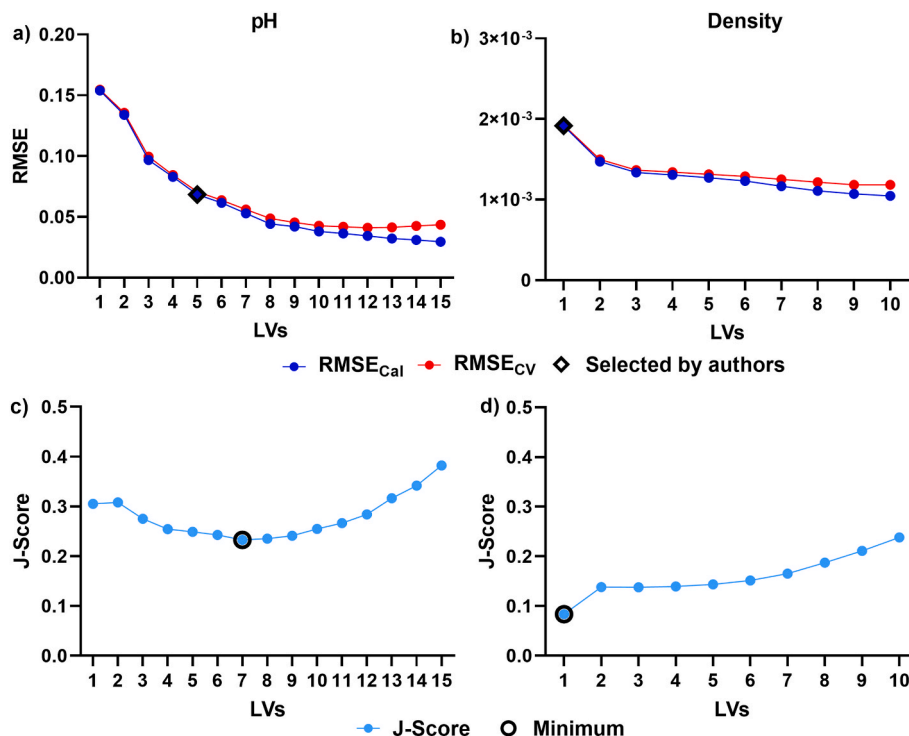 a)
pH
0.20
0.15
0.10
0.05
0.00
RMSE
1 2 3 4 5 6 7 8 9 10 11 12 13 14 15
LVs
b)
Density
3×10⁻³
2×10⁻³
1×10⁻³
0
1 2 3 4 5 6 7 8 9 10
LVs
RMSE_Cal RMSE_CV Selected by authors
c)
0.5
0.4
0.3
0.2
0.1
0.0
J-Score
1 2 3 4 5 6 7 8 9 10 11 12 13 14 15
LVs
d)
0.5
0.4
0.3
0.2
0.1
0.0
J-Score
1 2 3 4 5 6 7 8 9 10
LVs
J-Score Minimum